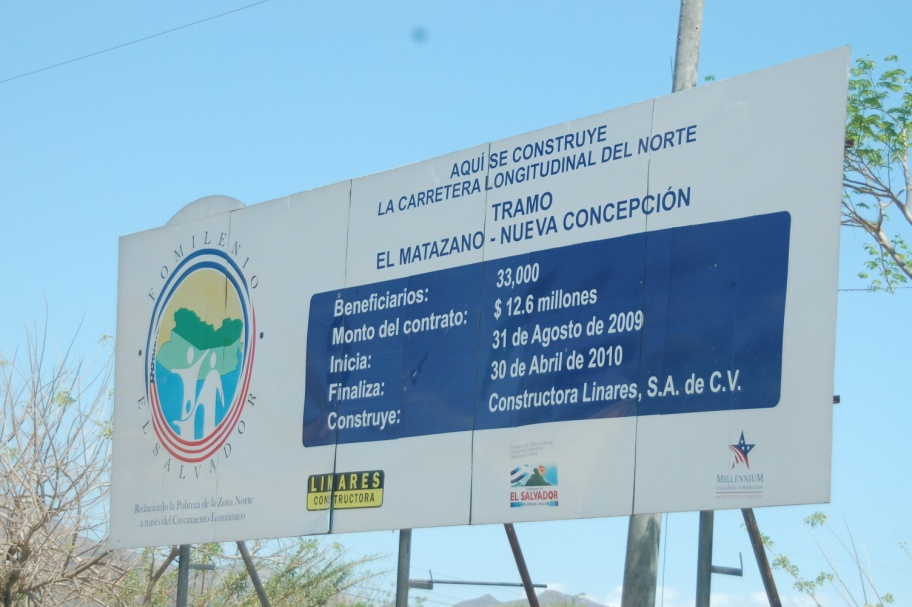 AQUÍ SE CONSTRUYE
LA CARRETERA LONGITUDINAL DEL NORTE
TRAMO
EL MATAZANO - NUEVA CONCEPCIÓN
Beneficiarios: 33,000
Monto del contrato: $ 12.6 millones
Inicia: 31 de Agosto de 2009
Finaliza: 30 de Abril de 2010
Construye: Constructora Linares, S.A. de C.V.
FOMILENIO
EL SALVADOR
Reduciendo la Pobreza de la Zona Norte
a través del Crecimiento Económico
LINARES
CONSTRUCTORA
EL SALVADOR
MILLENNIUM